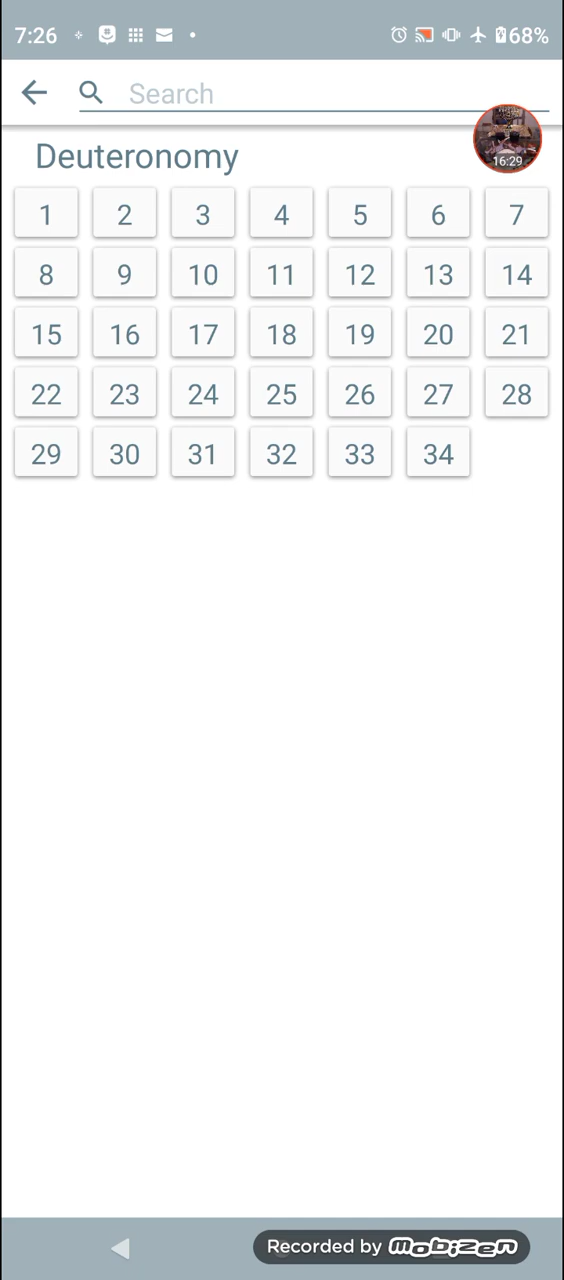 7:26 68%
Search
16:29
Deuteronomy
1 2 3 4 5 6 7
8 9 10 11 12 13 14
15 16 17 18 19 20 21
22 23 24 25 26 27 28
29 30 31 32 33 34
Recorded by mobizen